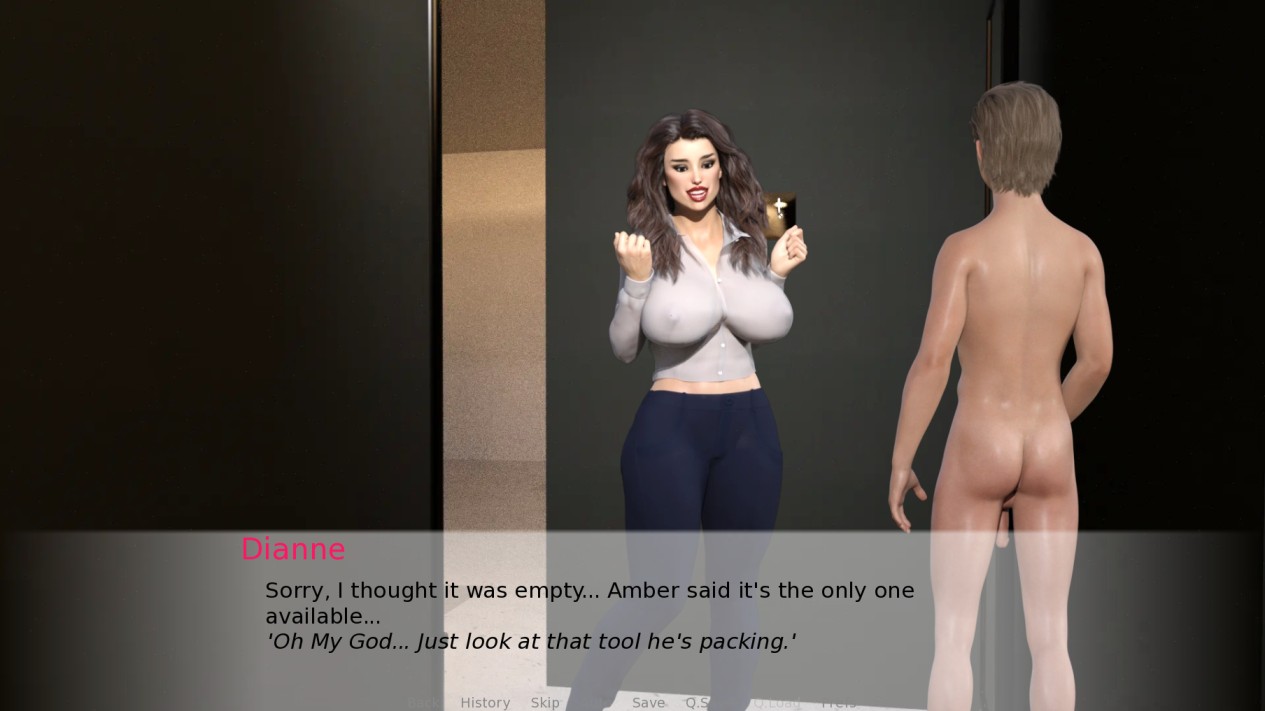 Dianne
Sorry, I thought it was empty... Amber said it's the only one
available...
'Oh My God... Just look at that tool he's packing.'
History Skip Save Q.Load